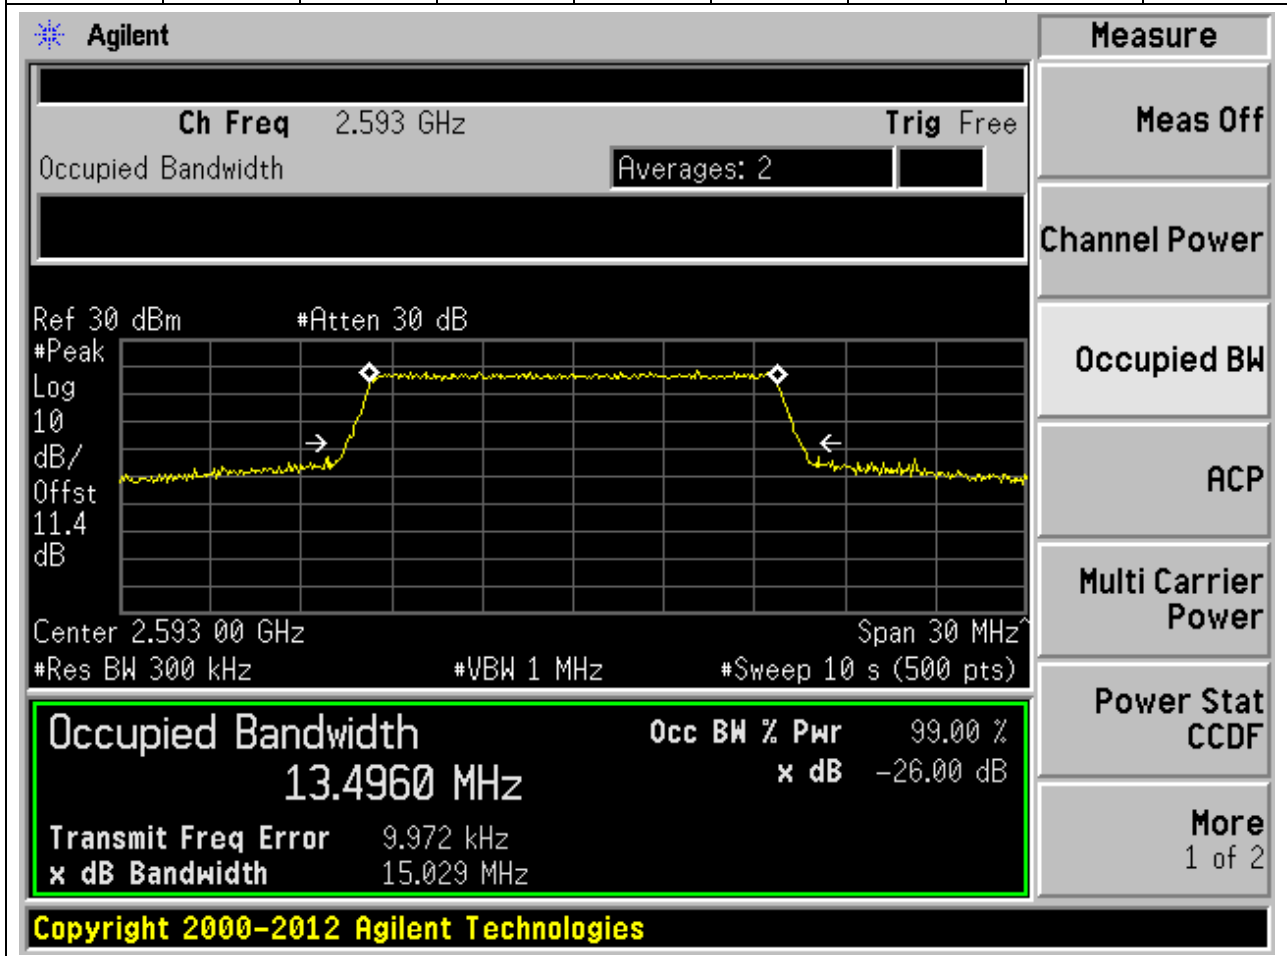 Agilent
Measure
Ch Freq 2.593 GHz Trig Free
Occupied Bandwidth Averages: 2
Meas Off
Channel Power
Occupied BW
ACP
Multi Carrier
Power
Power Stat
CCDF
More
1 of 2
Ref 30 dBm #Atten 30 dB
#Peak
Log
10
dB/
Offst
11.4
dB
Center 2.593 00 GHz Span 30 MHz^
#Res BW 300 kHz #VBW 1 MHz #Sweep 10 s (500 pts)
Occupied Bandwidth Occ BW % Pwr 99.00 %
13.4960 MHz x dB -26.00 dB
Transmit Freq Error 9.972 kHz
x dB Bandwidth 15.029 MHz
Copyright 2000-2012 Agilent Technologies